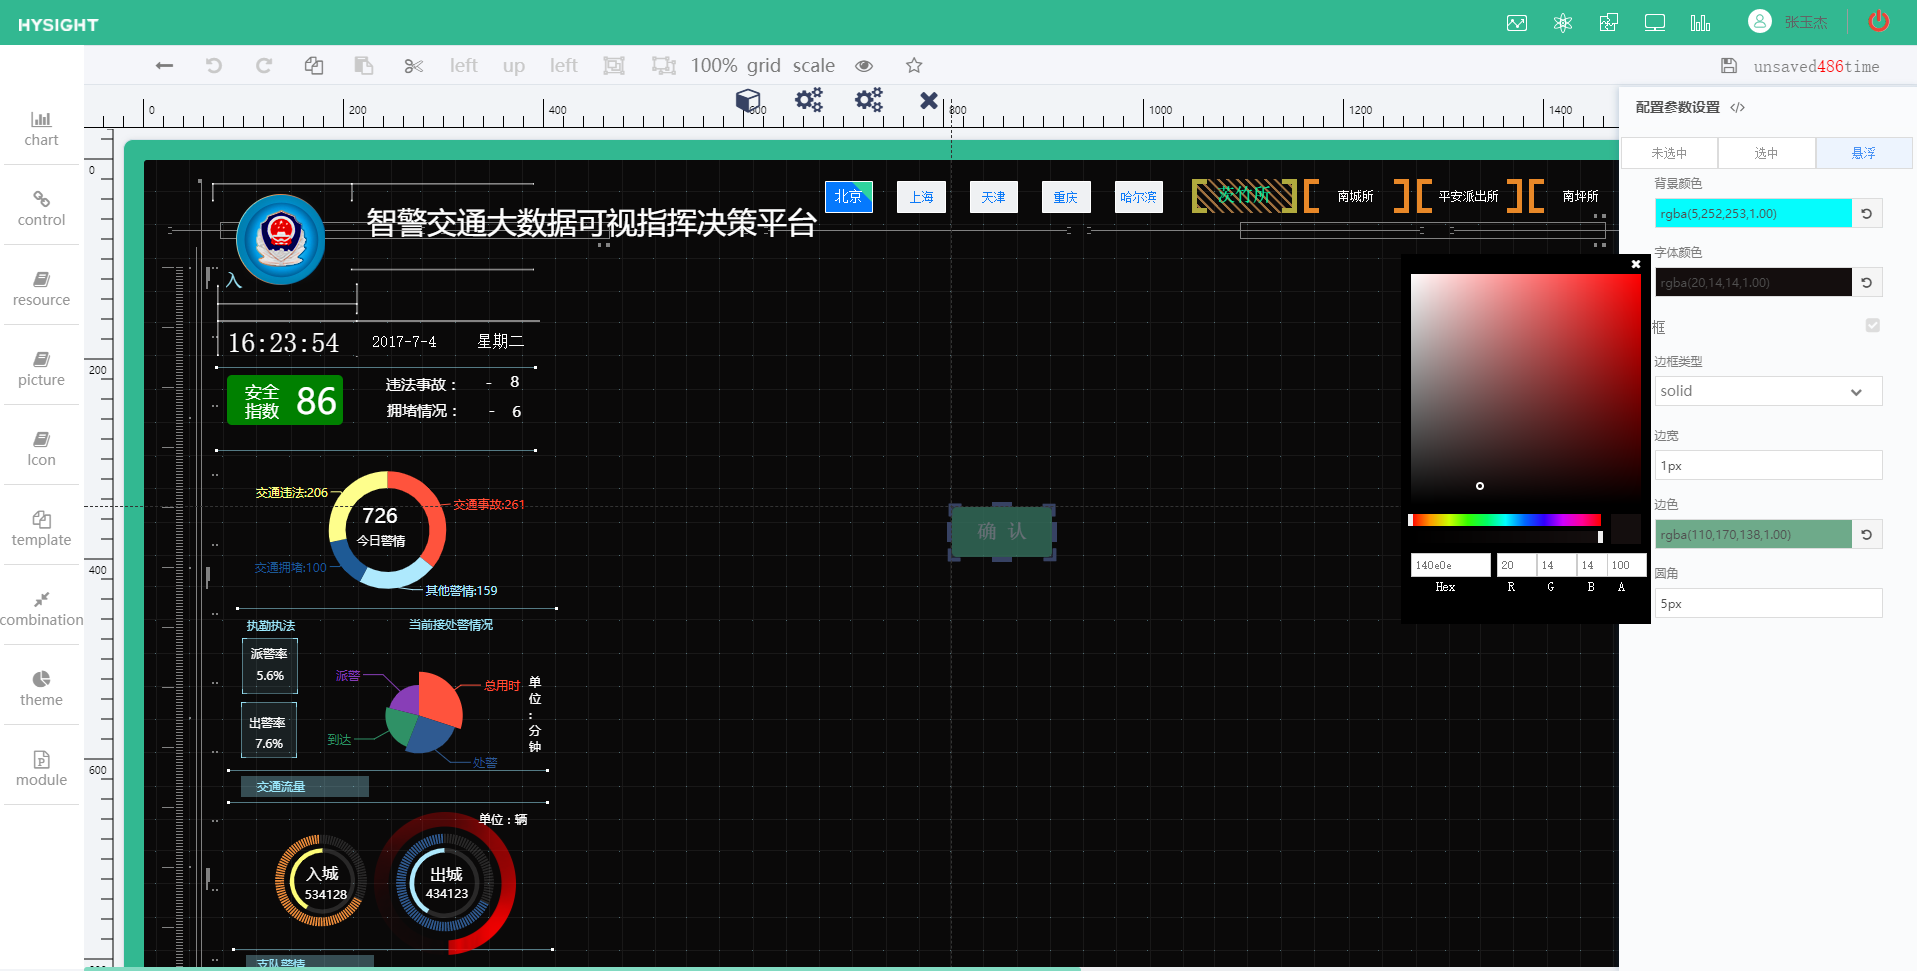 HYSIGHT
张玉杰
left up left 100% grid scale
unsaved486time
0 200 400 600 800 1000 1200 1400
0
200
400
600
chart
control
resource
picture
Icon
template
combination
theme
module
智警交通大数据可视指挥决策平台
北京 上海 天津 重庆 哈尔滨 茨竹所 南城所 平安派出所 南坪所
入
16:23:54 2017-7-4 星期二
安全指数 86
违法事故： - 8
拥堵情况： - 6
交通违法:206
交通事故:261
726
今日警情
交通拥堵:100
其他警情:159
执勤执法 当前接处警情况
派警率
5.6%
出警率
7.6%
派警
总用时
到达
处警
单位:分钟
交通流量
单位：辆
入城
534128
出城
434123
支队警情
确 认
140e0e 20 14 14 100
Hex R G B A
配置参数设置 </>
未选中 选中 悬浮
背景颜色
rgba(5,252,253,1.00)
字体颜色
rgba(20,14,14,1.00)
框
边框类型
solid
边宽
1px
边色
rgba(110,170,138,1.00)
圆角
5px